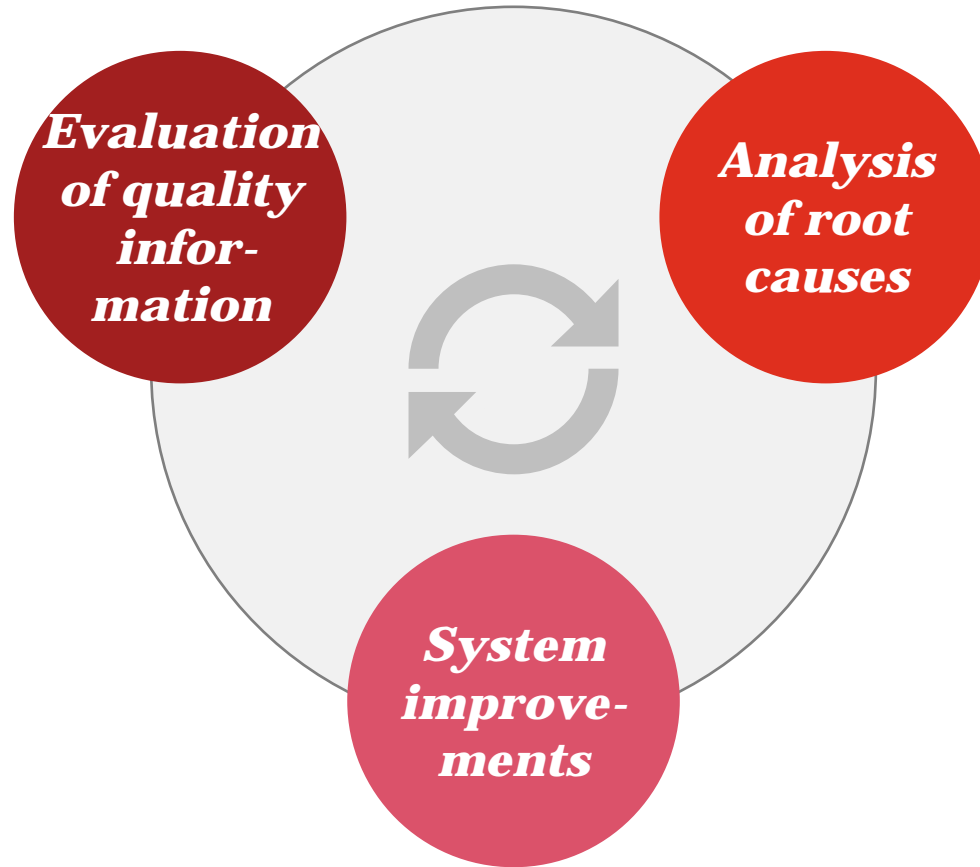 Evaluation
of quality
infor-
mation
Analysis
of root
causes
System
improve-
ments